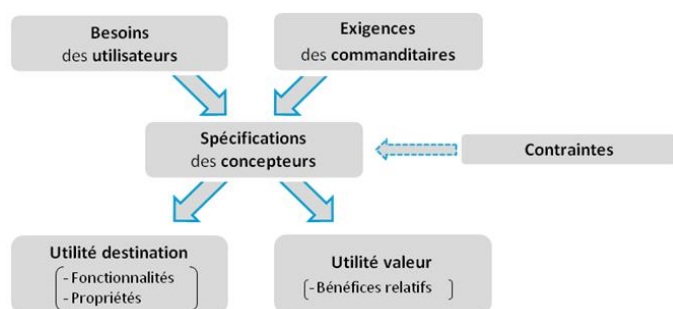 Besoins
des utilisateurs
Exigences
des commanditaires
Spécifications
des concepteurs
Contraintes
Utilité destination
- Fonctionnalités
- Propriétés
Utilité valeur
- Bénéfices relatifs